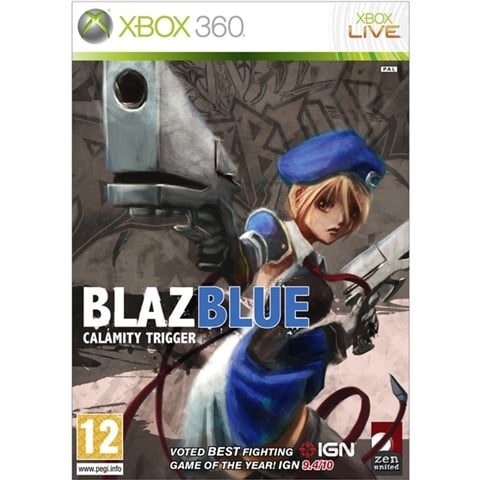 XBOX 360
XBOX
LIVE
PAL
BLAZBLUE
CALAMITY TRIGGER
12
www.pegi.info
VOTED BEST FIGHTING
GAME OF THE YEAR! IGN 9.4/10
IGN
zen
united